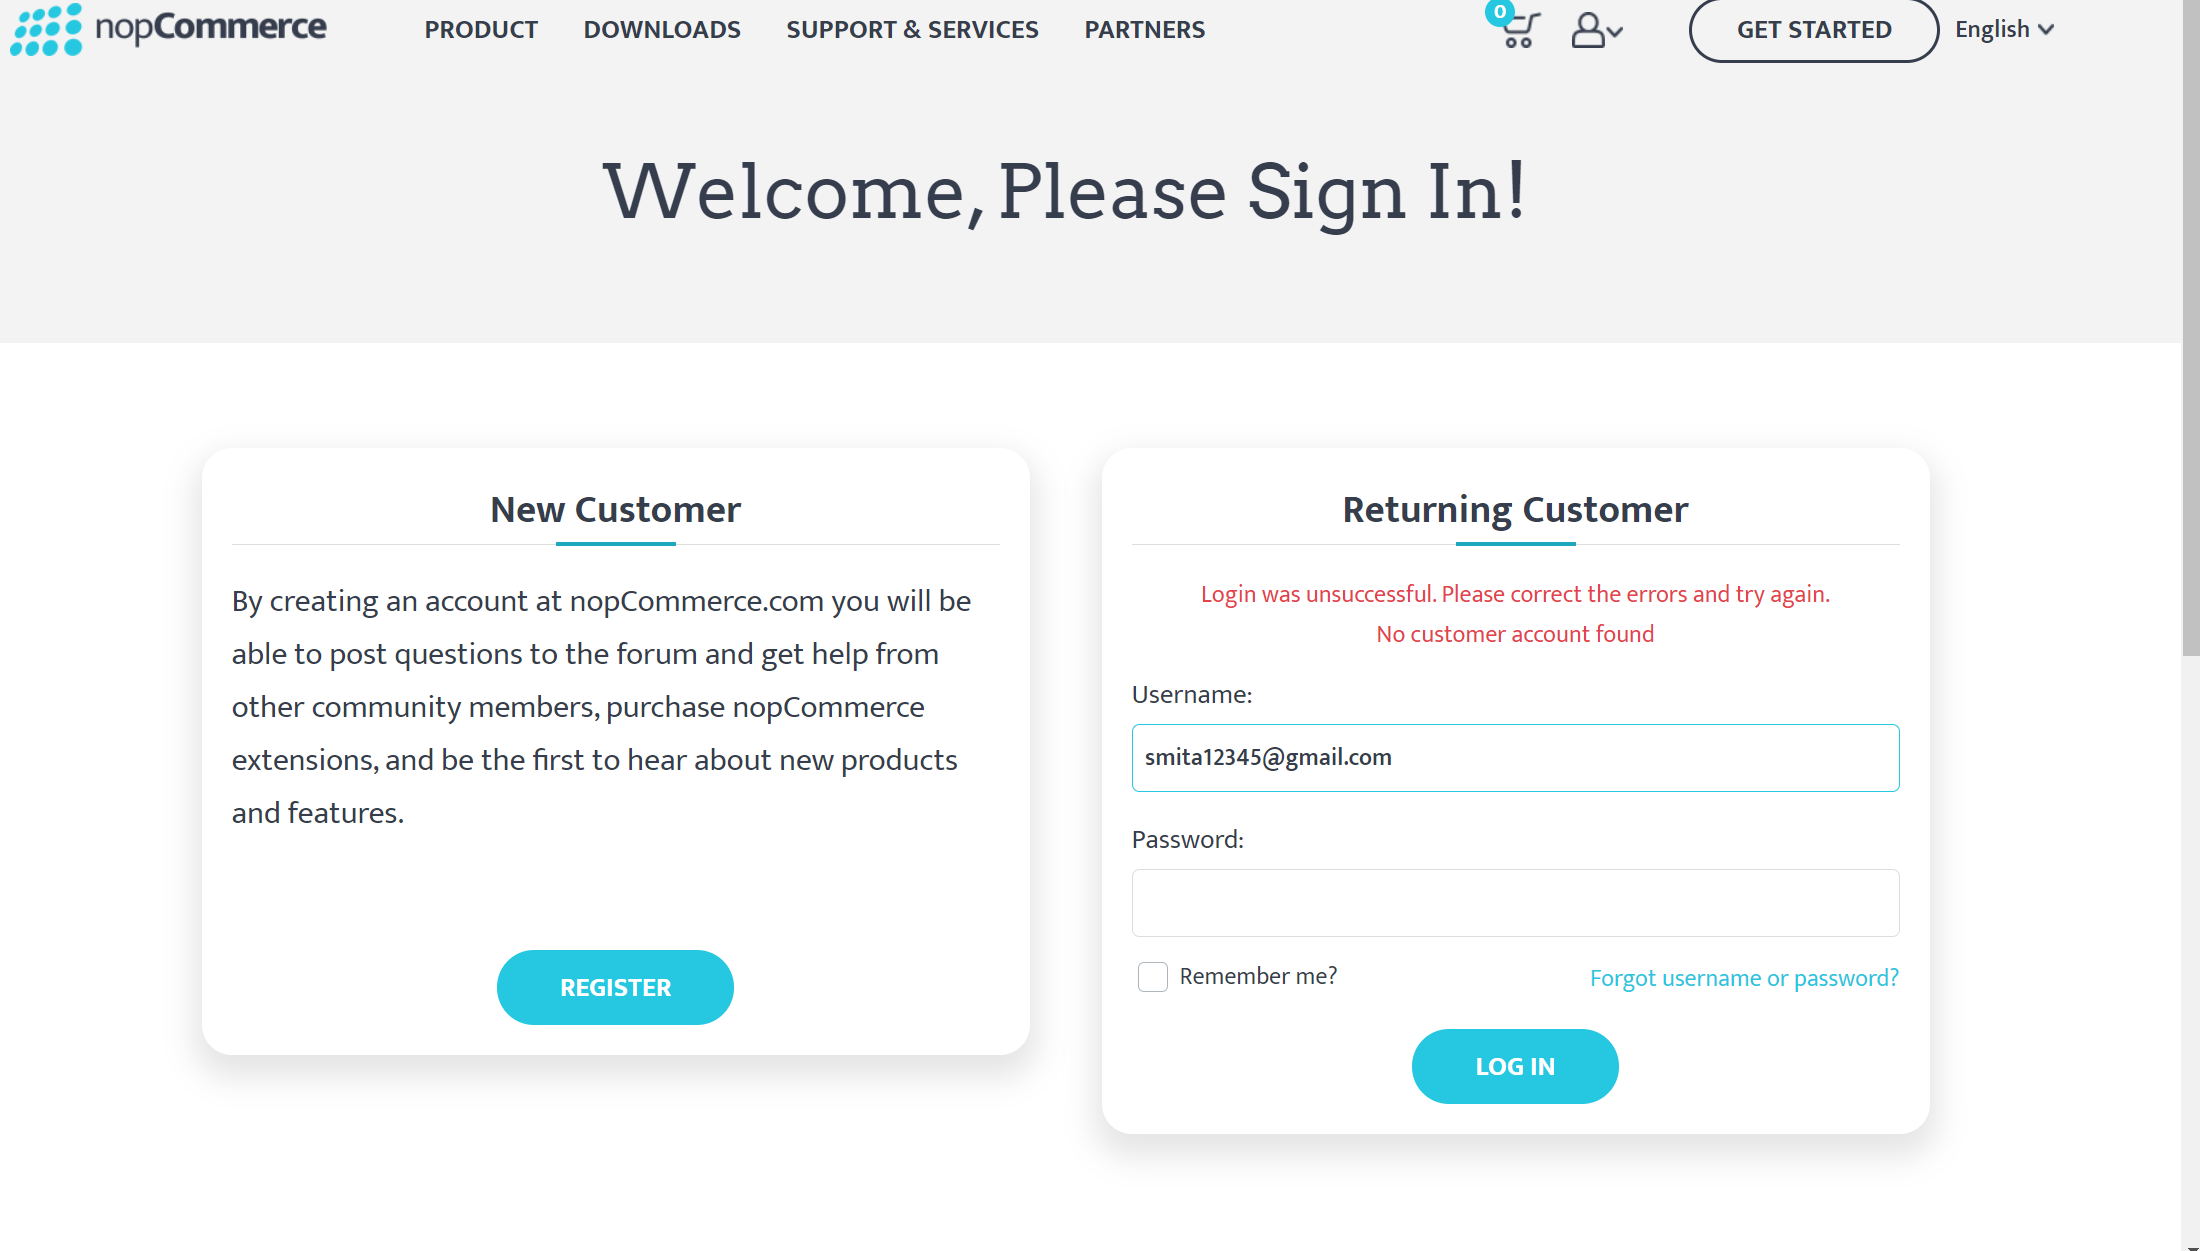 nopCommerce
PRODUCT DOWNLOADS SUPPORT & SERVICES PARTNERS 0 GET STARTED English
Welcome, Please Sign In!
New Customer
By creating an account at nopCommerce.com you will be
able to post questions to the forum and get help from
other community members, purchase nopCommerce
extensions, and be the first to hear about new products
and features.
REGISTER
Returning Customer
Login was unsuccessful. Please correct the errors and try again.
No customer account found
Username:
smita12345@gmail.com
Password:
Remember me? Forgot username or password?
LOG IN